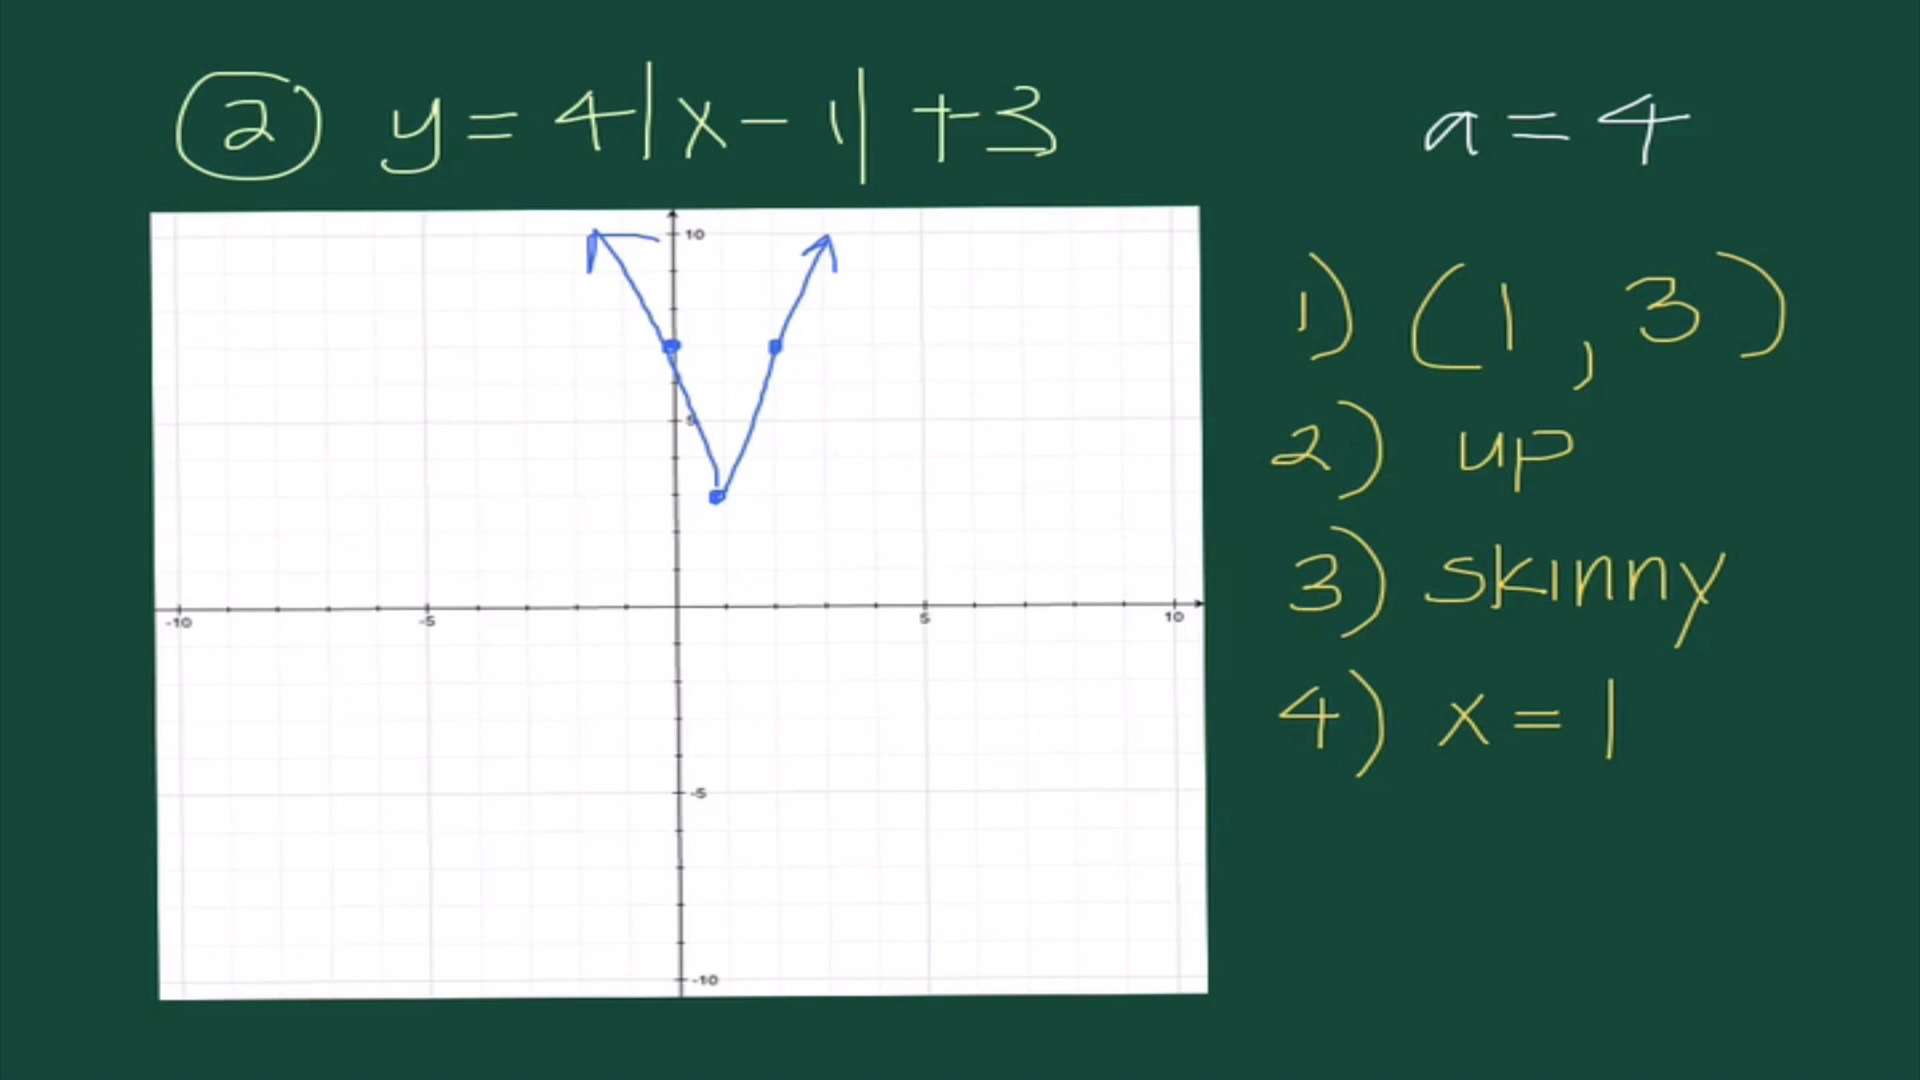 2) y = 4|x - 1| + 3
a = 4
10
5
-10
-5
5
10
-5
-10
1) (1, 3)
2) up
3) skinny
4) x = 1